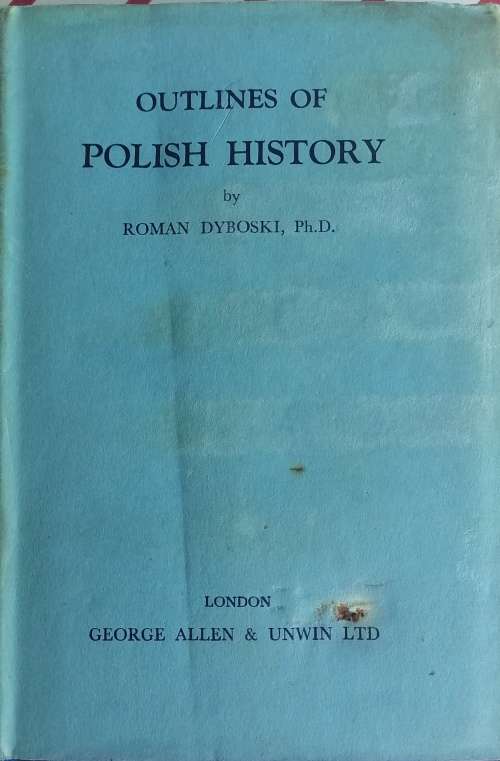 OUTLINES OF
POLISH HISTORY
by
ROMAN DYBOSKI, Ph.D.
LONDON
GEORGE ALLEN & UNWIN LTD